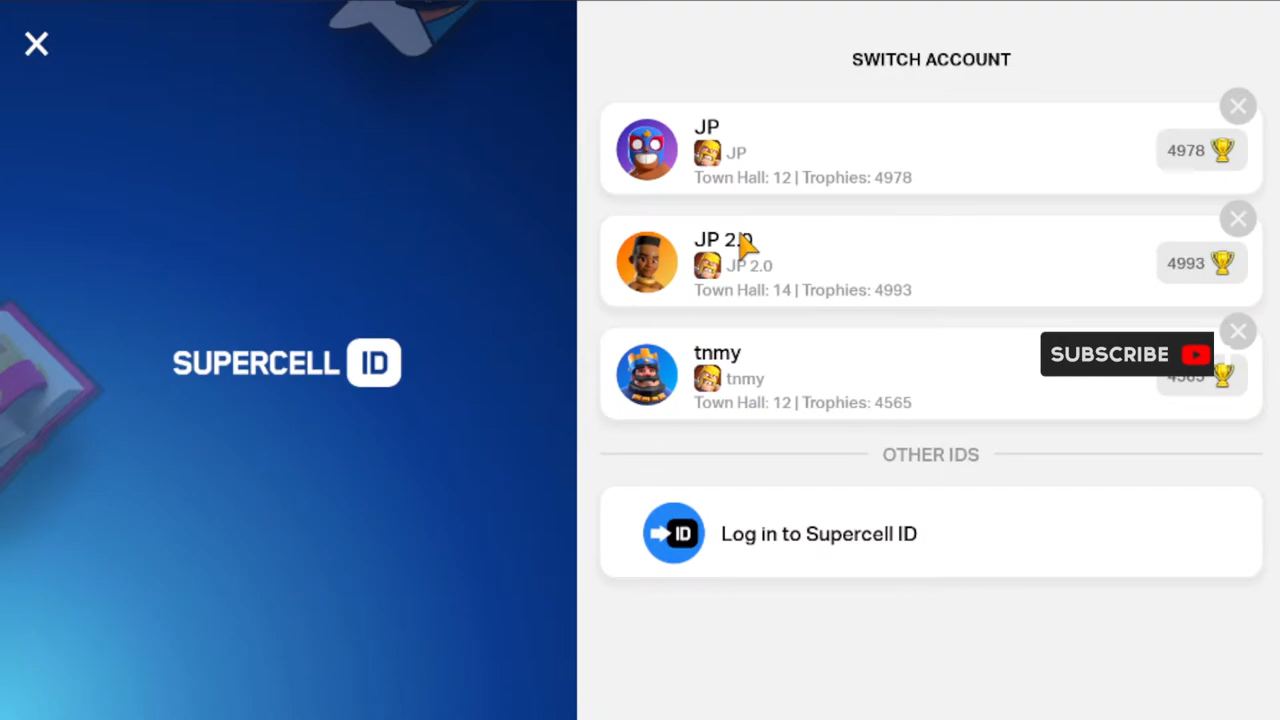 SWITCH ACCOUNT
JP
JP
Town Hall: 12 | Trophies: 4978
4978
JP 2.0
JP 2.0
Town Hall: 14 | Trophies: 4993
4993
tnmy
tnmy
Town Hall: 12 | Trophies: 4565
4565
SUBSCRIBE
SUPERCELL ID
OTHER IDS
ID
Log in to Supercell ID